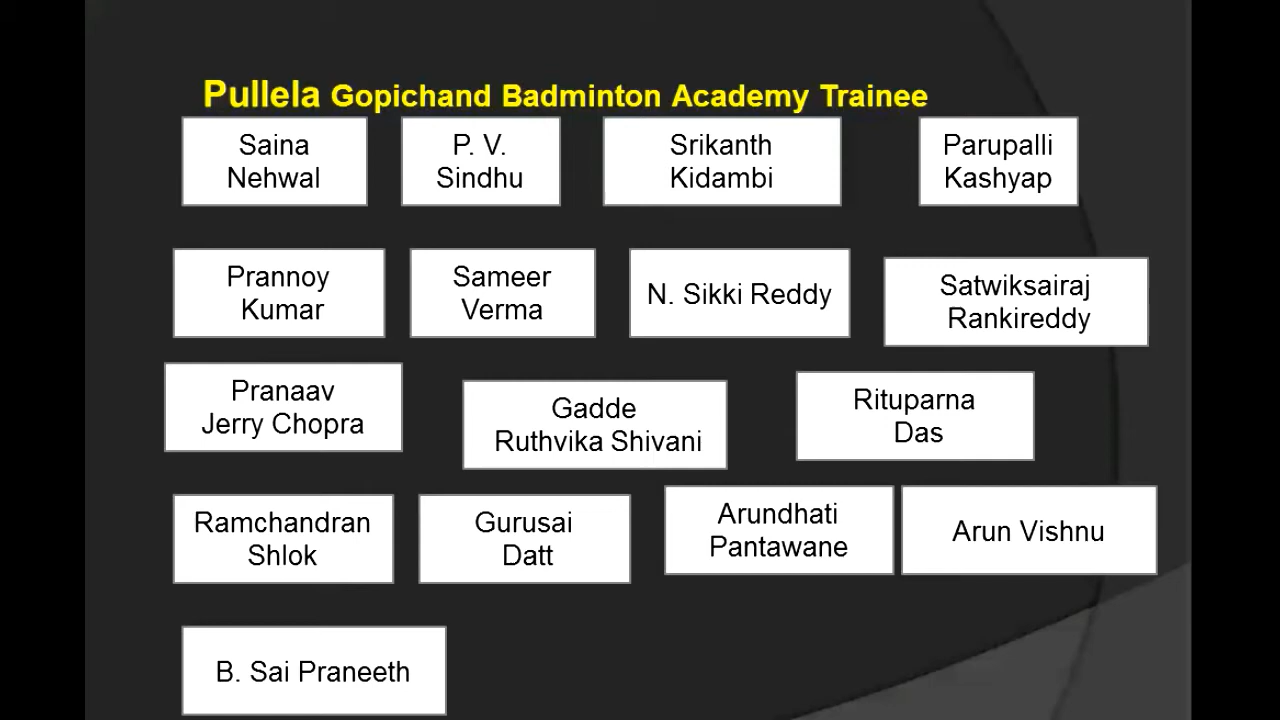 Pullela Gopichand Badminton Academy Trainee
Saina
Nehwal
P. V.
Sindhu
Srikanth
Kidambi
Parupalli
Kashyap
Prannoy
Kumar
Sameer
Verma
N. Sikki Reddy
Satwiksairaj
Rankireddy
Pranaav
Jerry Chopra
Gadde
Ruthvika Shivani
Rituparna
Das
Ramchandran
Shlok
Gurusai
Datt
Arundhati
Pantawane
Arun Vishnu
B. Sai Praneeth